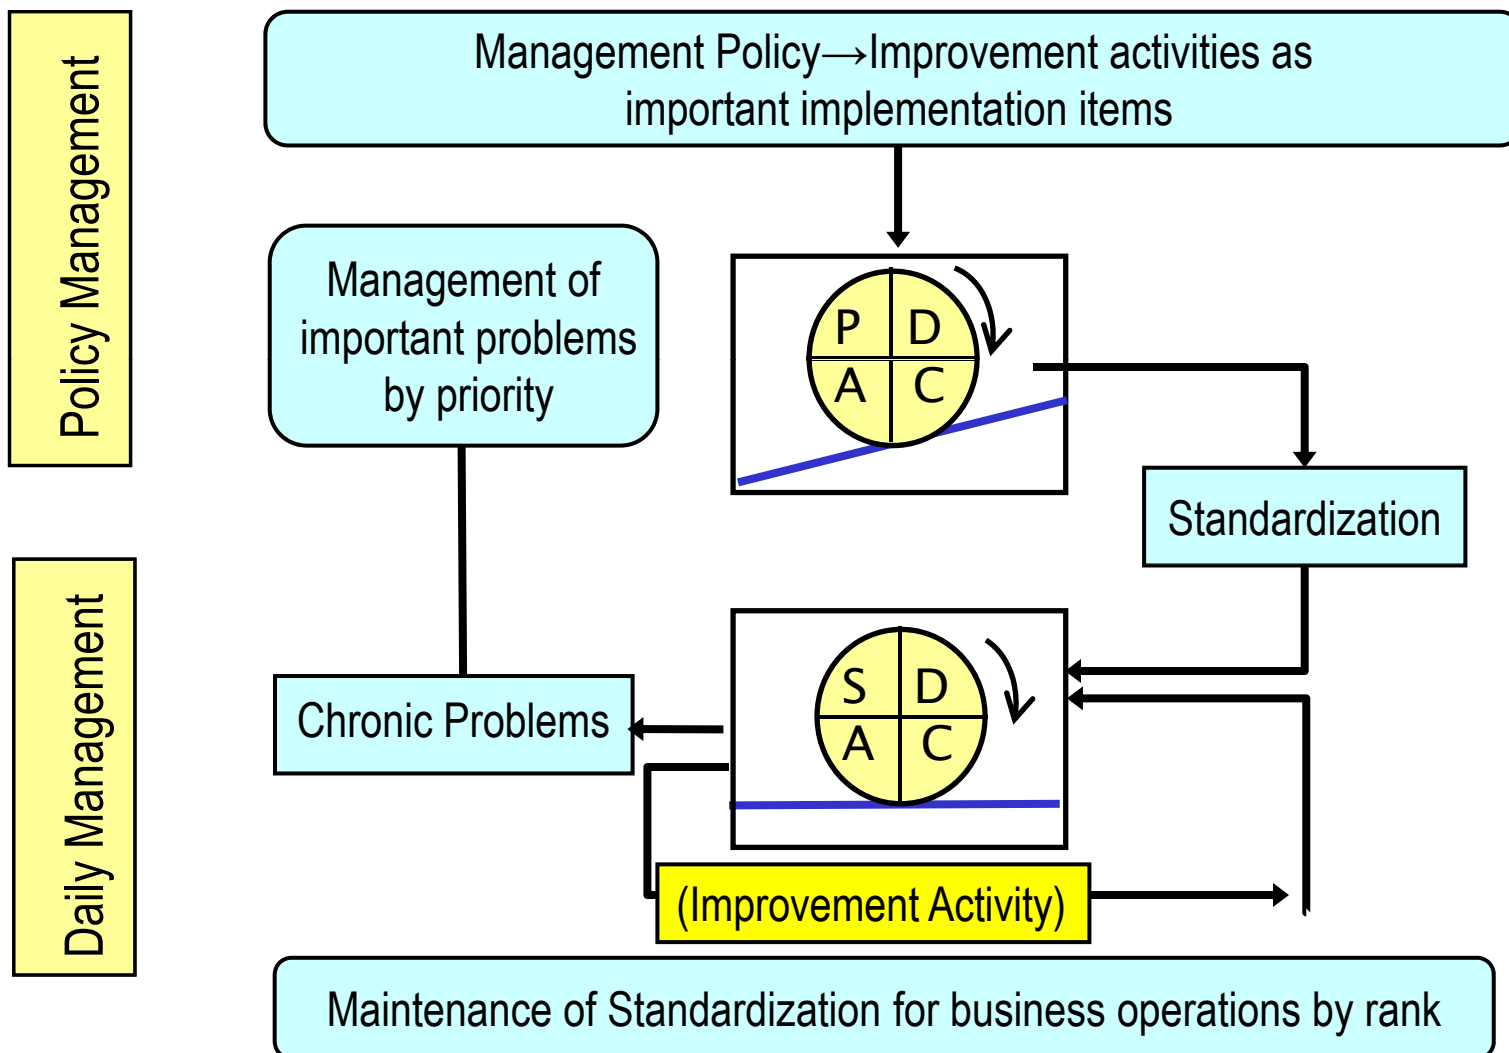 Policy Management
Management Policy→Improvement activities as
important implementation items
Management of
important problems
by priority
P D
A C
Standardization
Daily Management
Chronic Problems
S D
A C
(Improvement Activity)
Maintenance of Standardization for business operations by rank